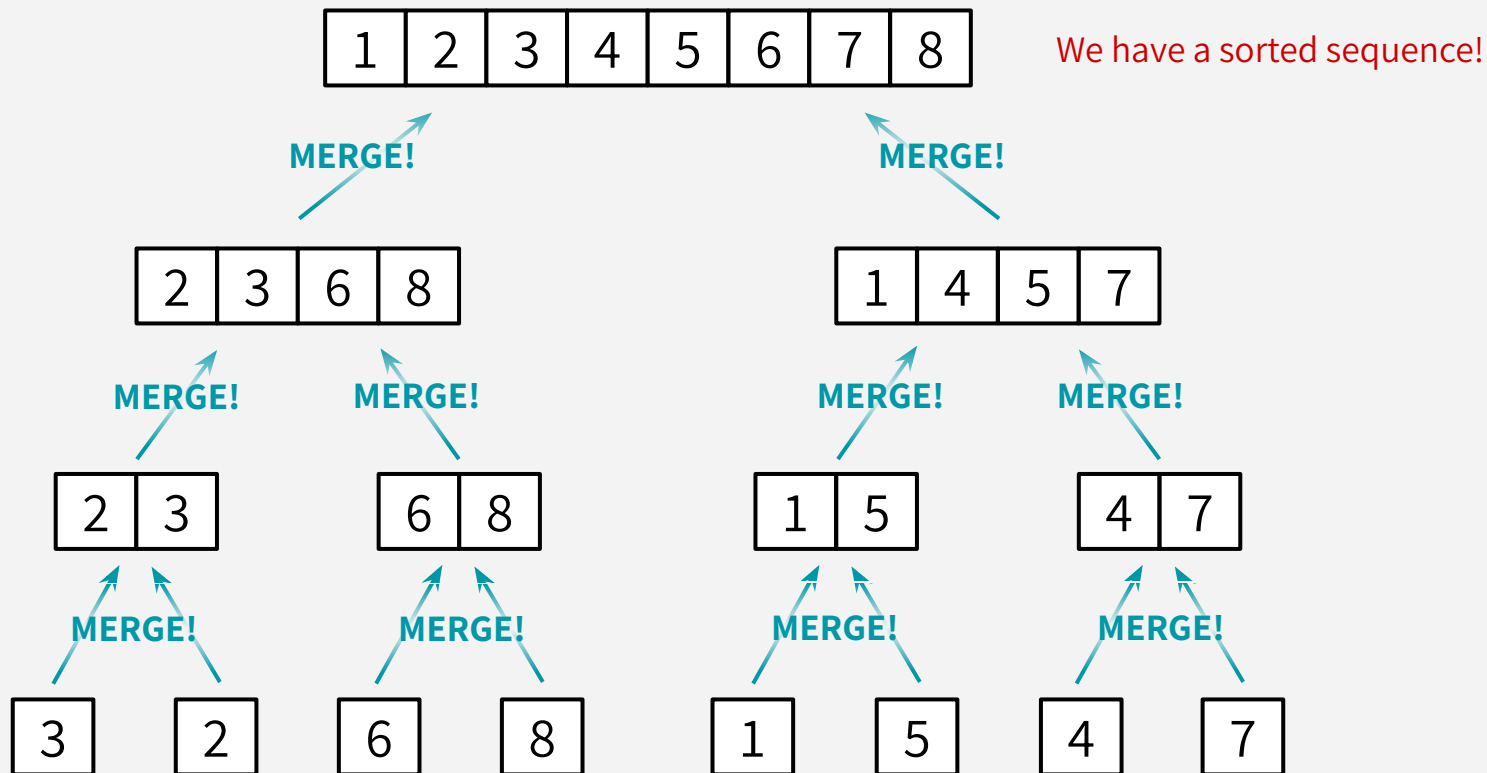 1 2 3 4 5 6 7 8 We have a sorted sequence!
MERGE! MERGE!
2 3 6 8 1 4 5 7
MERGE! MERGE! MERGE! MERGE!
2 3 6 8 1 5 4 7
MERGE! MERGE! MERGE! MERGE!
3 2 6 8 1 5 4 7